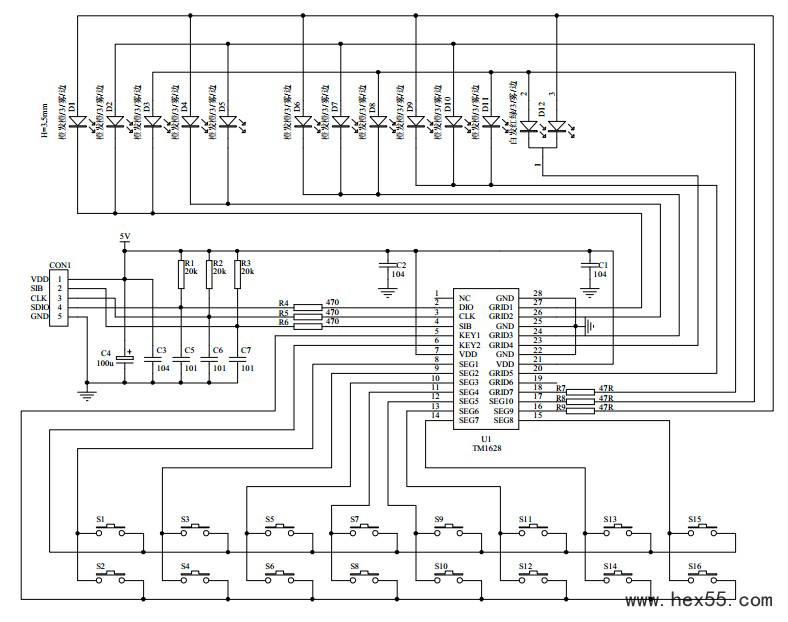 H=3.5mm
橙发橙/3/雾/边 D1
橙发橙/3/雾/边 D2
橙发橙/3/雾/边 D3
橙发橙/3/雾/边 D4
橙发橙/3/雾/边 D5
橙发橙/3/雾/边 D6
橙发橙/3/雾/边 D7
橙发橙/3/雾/边 D8
橙发橙/3/雾/边 D9
橙发橙/3/雾/边 D10
橙发橙/3/雾/边 D11
白发红绿/3/雾/边 D12
2
3
1
5V
CON1
VDD 1
SIB 2
CLK 3
SDIO 4
GND 5
R1 20k
R2 20k
R3 20k
C2 104
C1 104
R4 470
R5 470
R6 470
C4 100u
+
C3 104
C5 101
C6 101
C7 101
1 NC GND 28
2 DIO GRID1 27
3 CLK GRID2 26
4 SIB GND 25
5 KEY1 GRID3 24
6 KEY2 GRID4 23
7 VDD GND 22
8 SEG1 VDD 21
9 SEG2 GRID5 20
10 SEG3 GRID6 19
11 SEG4 GRID7 18
12 SEG5 SEG10 17
13 SEG6 SEG9 16
14 SEG7 SEG8 15
R7 47R
R8 47R
R9 47R
U1
TM1628
S1 S3 S5 S7 S9 S11 S13 S15
S2 S4 S6 S8 S10 S12 S14 S16
www.hex55.com